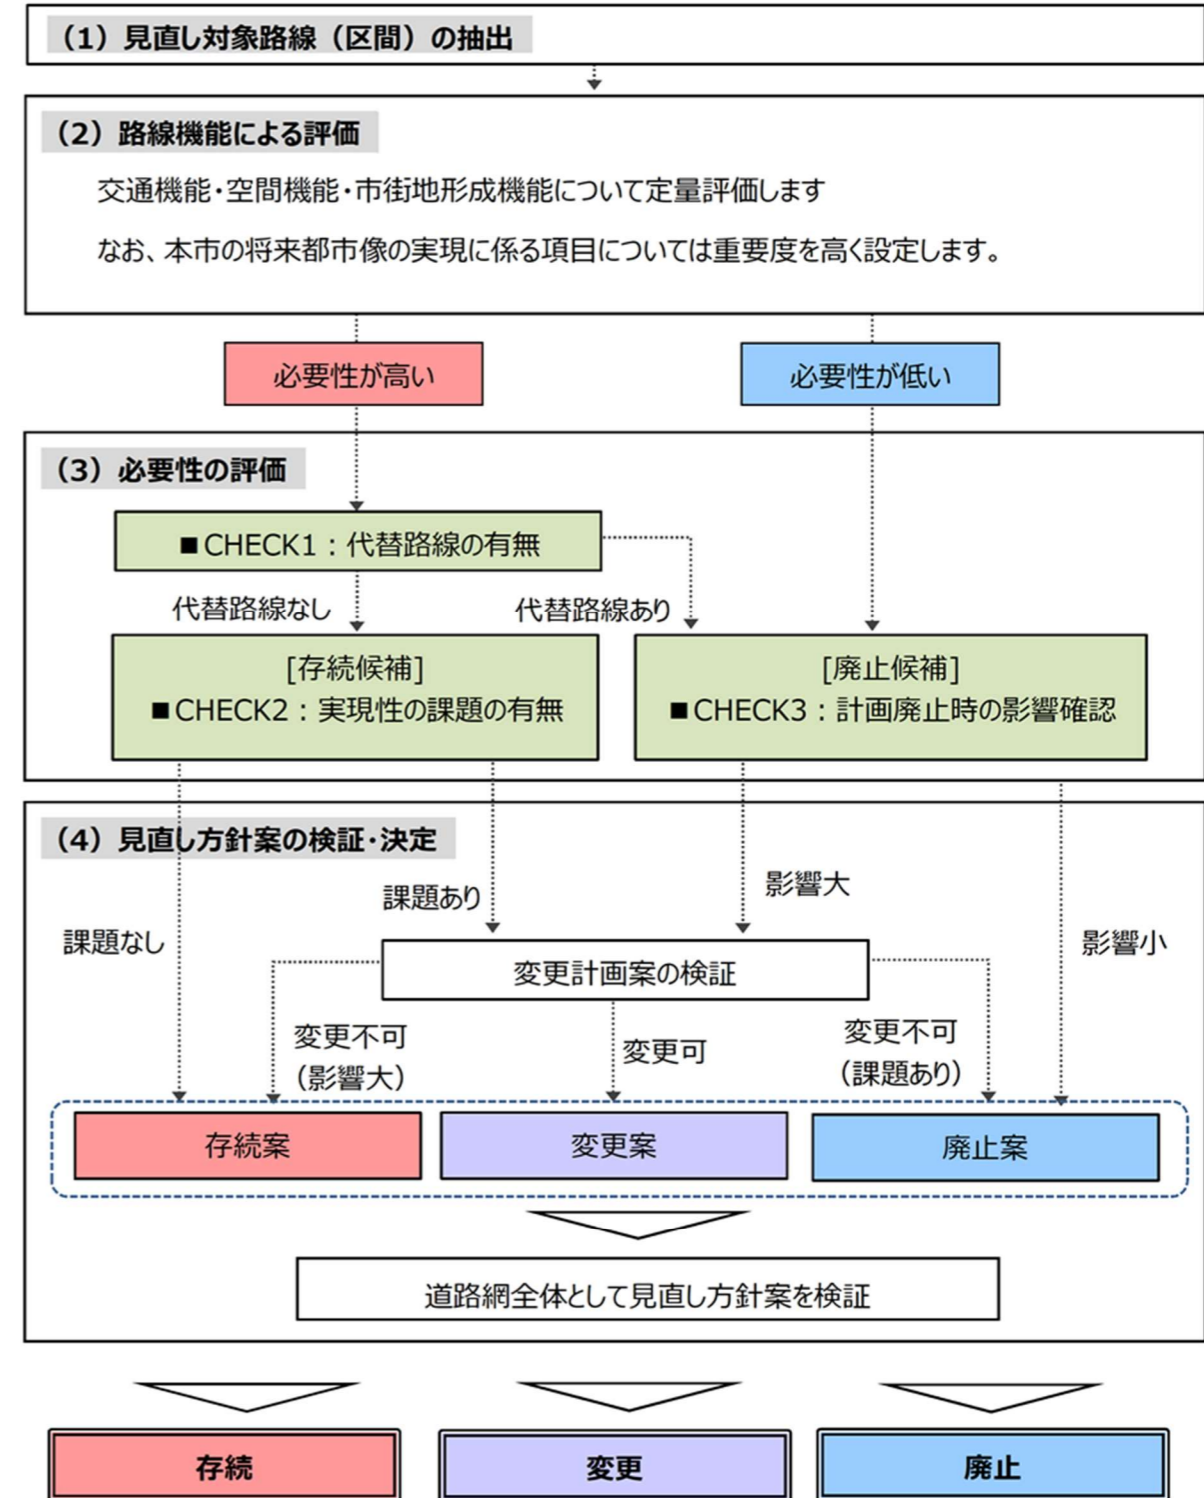 （1）見直し対象路線（区間）の抽出
（2）路線機能による評価
交通機能・空間機能・市街地形成機能について定量評価します
なお、本市の将来都市像の実現に係る項目については重要度を高く設定します。
必要性が高い
必要性が低い
（3）必要性の評価
■CHECK1：代替路線の有無
代替路線なし
代替路線あり
[存続候補]
■CHECK2：実現性の課題の有無
[廃止候補]
■CHECK3：計画廃止時の影響確認
（4）見直し方針案の検証・決定
課題あり
影響大
課題なし
影響小
変更計画案の検証
変更不可
（影響大）
変更可
変更不可
（課題あり）
存続案
変更案
廃止案
道路網全体として見直し方針案を検証
存続
変更
廃止